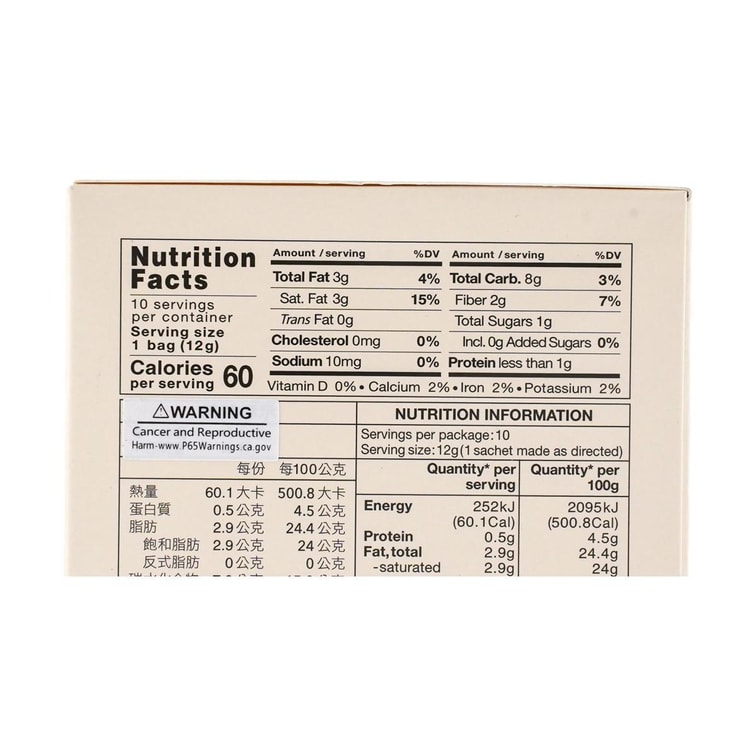 Nutrition Facts
10 servings per container
Serving size 1 bag (12g)
Calories per serving 60
Amount / serving %DV
Total Fat 3g 4%
Sat. Fat 3g 15%
Trans Fat 0g
Cholesterol 0mg 0%
Sodium 10mg 0%
Amount / serving %DV
Total Carb. 8g 3%
Fiber 2g 7%
Total Sugars 1g
Incl. 0g Added Sugars 0%
Protein less than 1g
Vitamin D 0% • Calcium 2% • Iron 2% • Potassium 2%
⚠WARNING
Cancer and Reproductive
Harm-www.P65Warnings.ca.gov
每份 每100公克
熱量 60.1大卡 500.8大卡
蛋白質 0.5公克 4.5公克
脂肪 2.9公克 24.4公克
飽和脂肪 2.9公克 24公克
反式脂肪 0公克 0公克
NUTRITION INFORMATION
Servings per package:10
Serving size:12g(1 sachet made as directed)
Quantity* per serving Quantity* per 100g
Energy 252kJ 2095kJ
(60.1Cal) (500.8Cal)
Protein 0.5g 4.5g
Fat,total 2.9g 24.4g
-saturated 2.9g 24g